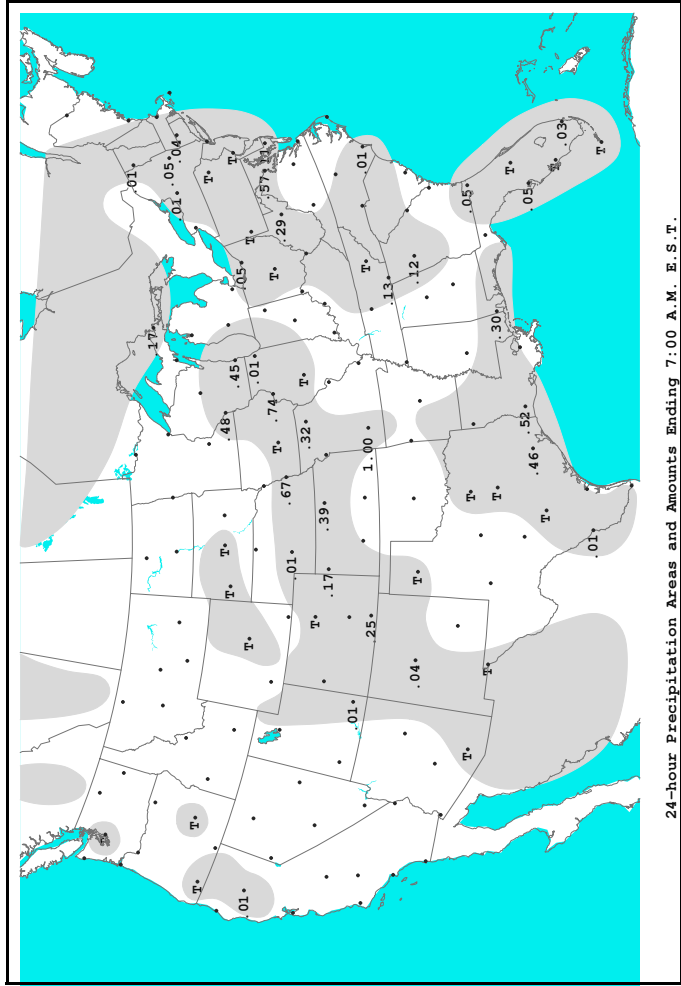 .01
.17
.05
.04
.01
T
T
T
T
.48
T
T
.45
.05
.01
T
T
.01
.57
.11
.74
T
T
.29
.67
.01
T
.32
T
.39
.17
.01
.01
T
1.00
.25
.13
.12
.04
T
.05
T
T
T
.30
T
T
.52
.05
.46
T
.03
.01
T
24-hour Precipitation Areas and Amounts Ending 7:00 A.M. E.S.T.